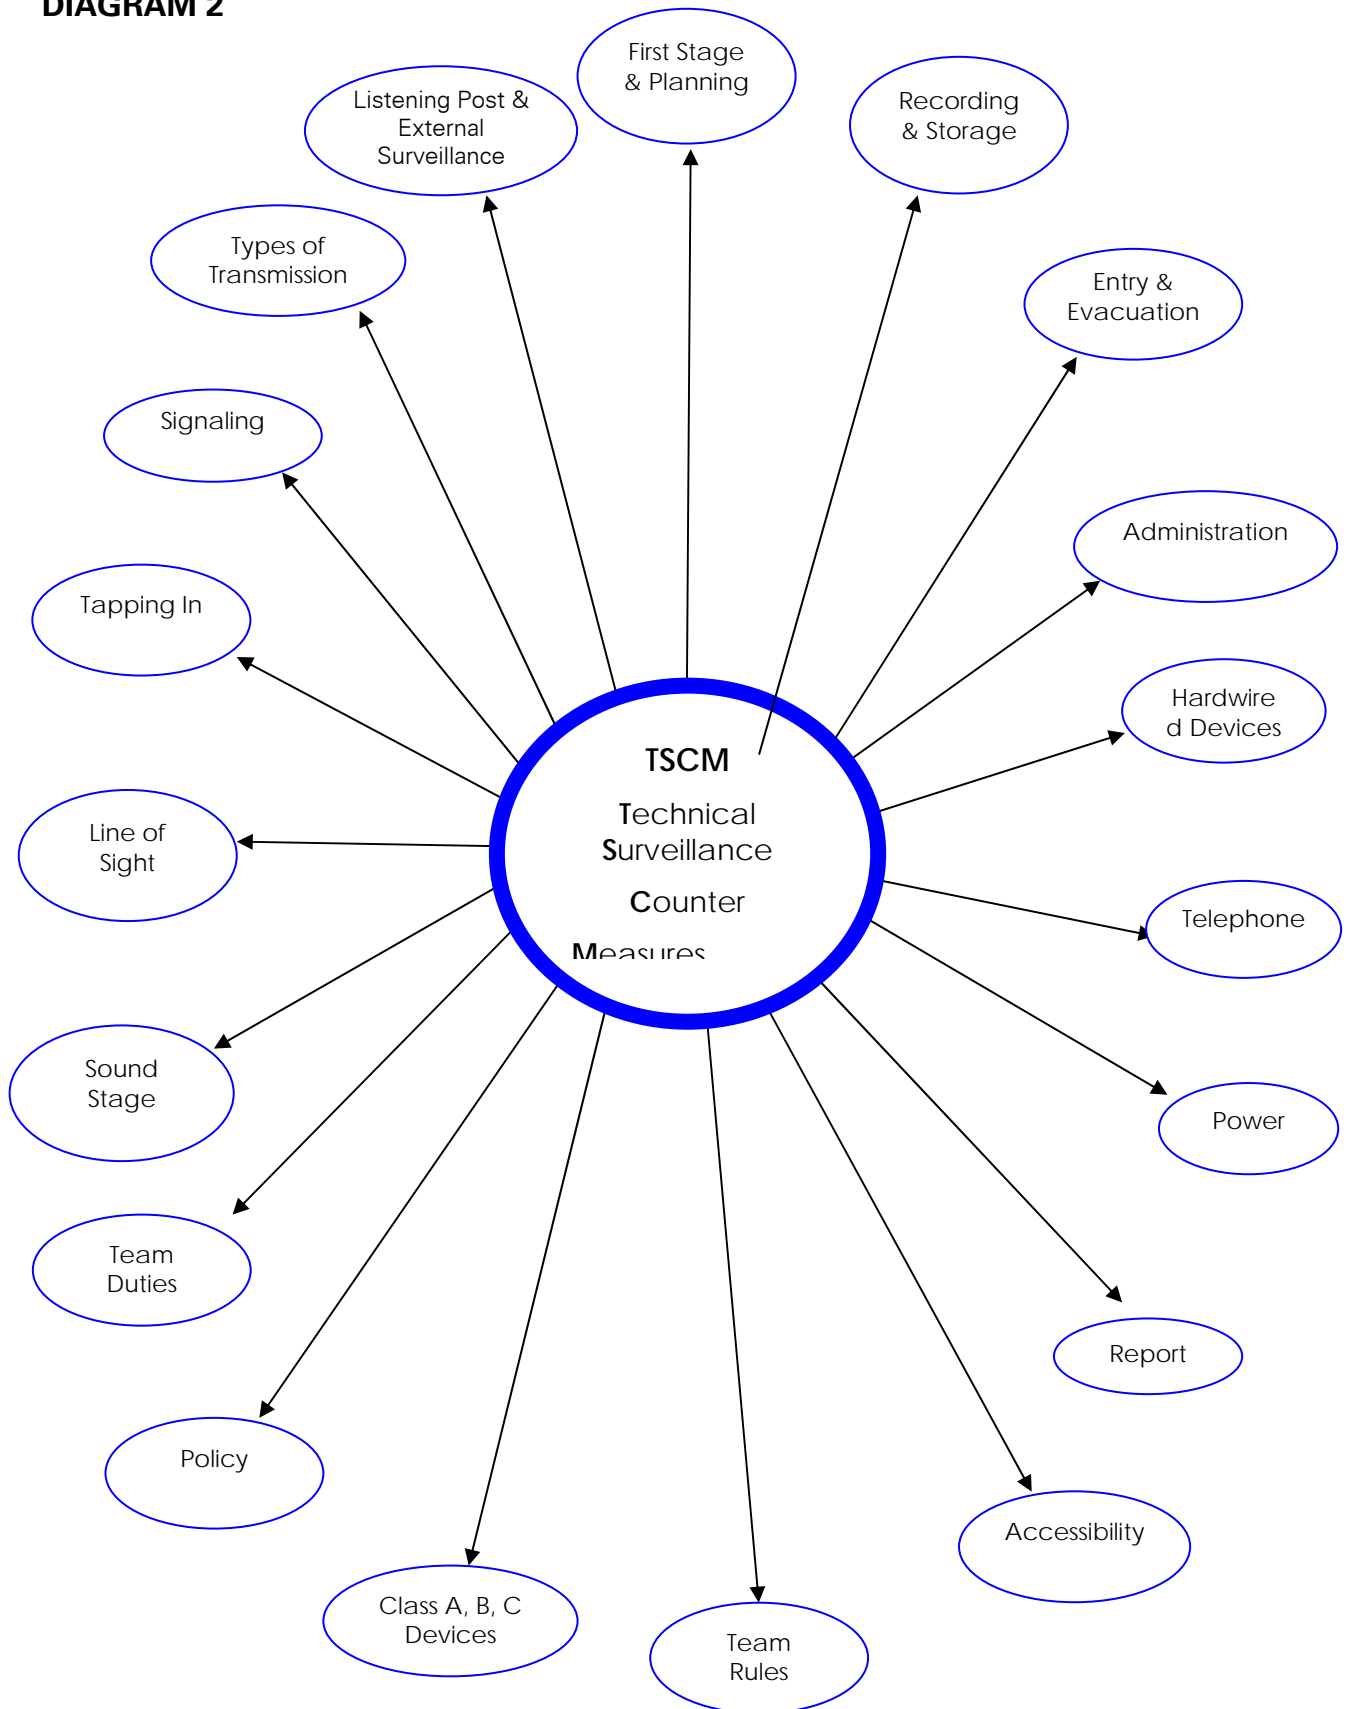 DIAGRAM 2
First Stage
& Planning
Listening Post &
External
Surveillance
Recording
& Storage
Types of
Transmission
Entry &
Evacuation
Signaling
Administration
Tapping In
Hardwire
d Devices
TSCM
Technical
Surveillance
Counter
Measures
Line of
Sight
Telephone
Sound
Stage
Power
Team
Duties
Report
Policy
Accessibility
Class A, B, C
Devices
Team
Rules